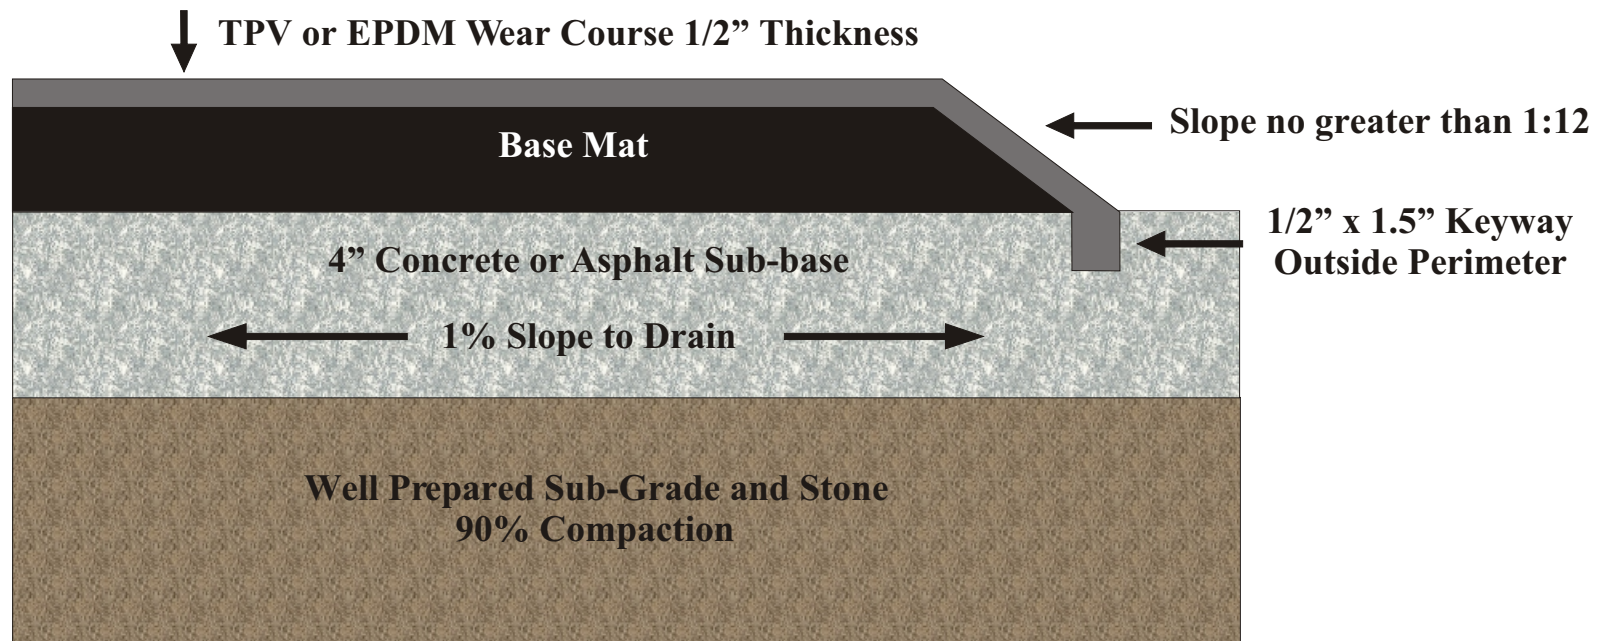 TPV or EPDM Wear Course 1/2” Thickness
Slope no greater than 1:12
Base Mat
1/2” x 1.5” Keyway
Outside Perimeter
4” Concrete or Asphalt Sub-base
1% Slope to Drain
Well Prepared Sub-Grade and Stone
90% Compaction